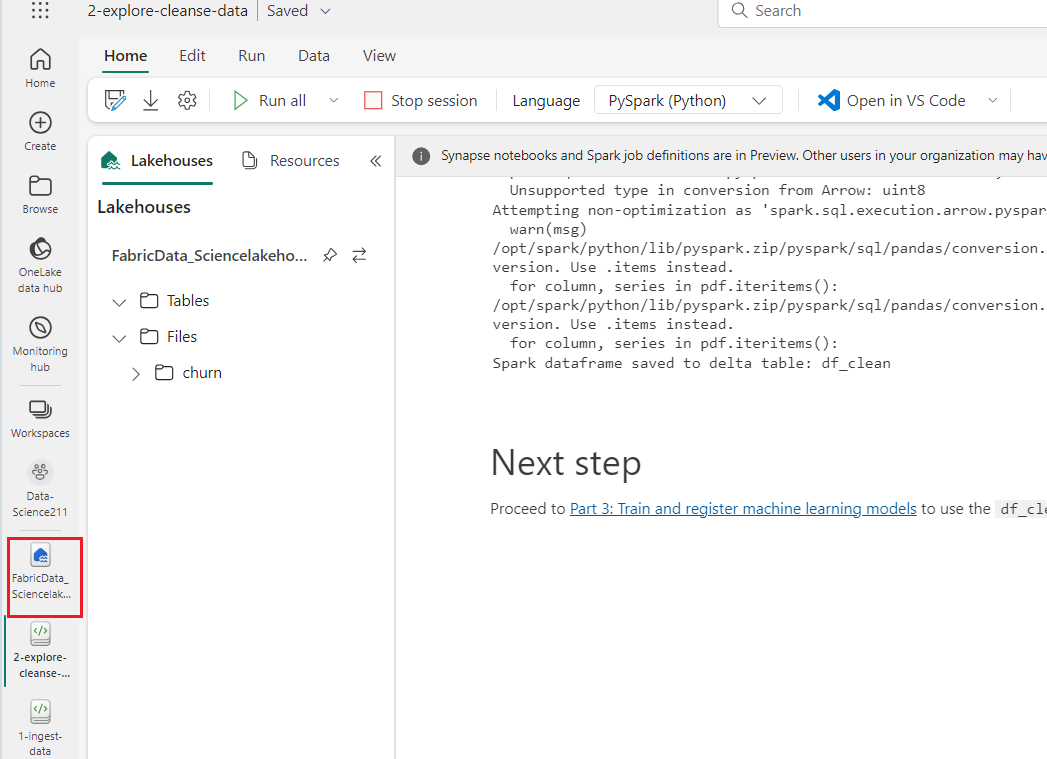 2-explore-cleanse-data
Saved
Search
Home
Edit
Run
Data
View
Run all
Stop session
Language
PySpark (Python)
Open in VS Code
Home
Create
Browse
OneLake
data hub
Monitoring
hub
Workspaces
Data-
Science211
FabricData_
Sciencelak...
2-explore-
cleanse-...
1-ingest-
data
Lakehouses
Resources
Lakehouses
FabricData_Sciencelakeho...
Tables
Files
churn
Synapse notebooks and Spark job definitions are in Preview. Other users in your organization may hav
Unsupported type in conversion from Arrow: uint8
Attempting non-optimization as 'spark.sql.execution.arrow.pyspar
warn(msg)
/opt/spark/python/lib/pyspark.zip/pyspark/sql/pandas/conversion.
version. Use .items instead.
for column, series in pdf.iteritems():
/opt/spark/python/lib/pyspark.zip/pyspark/sql/pandas/conversion.
version. Use .items instead.
for column, series in pdf.iteritems():
Spark dataframe saved to delta table: df_clean
Next step
Proceed to Part 3: Train and register machine learning models to use the df_cle